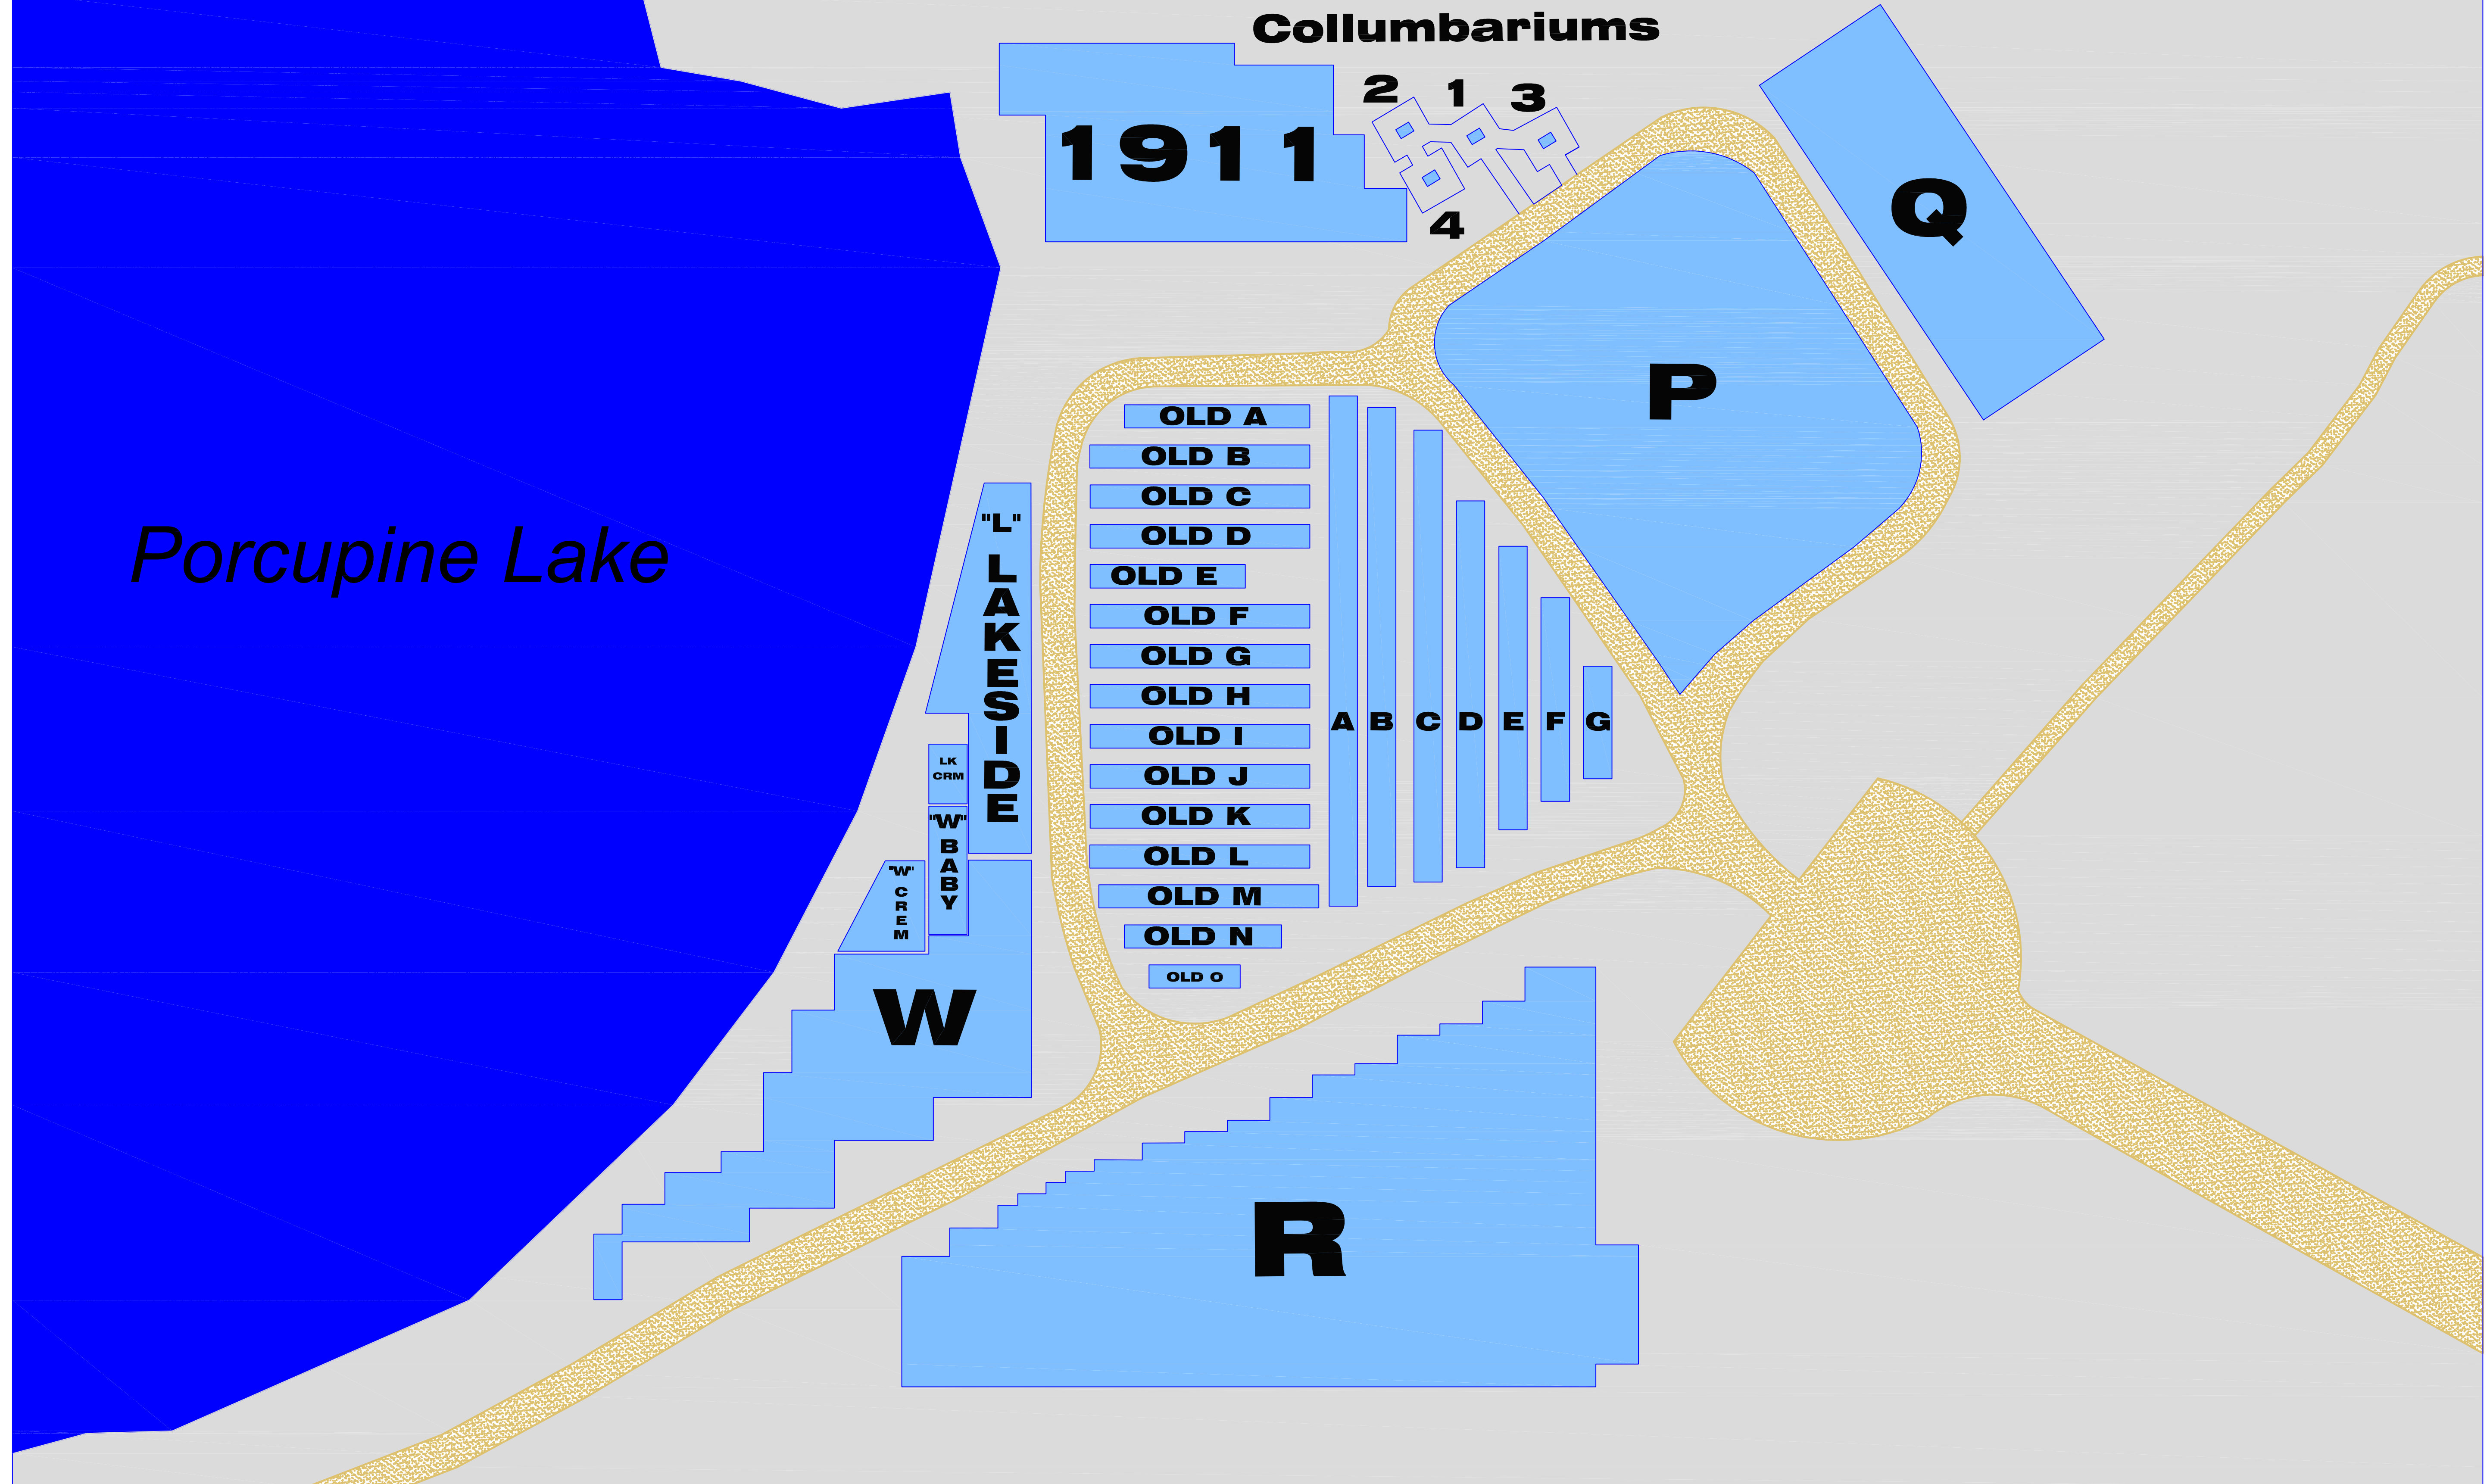 Collumbariums
2 1 3
4
1911
Q
P
Porcupine Lake
"L" LAKESIDE
LK
CRM
"W" BABY
"W" CREM
W
OLD A
OLD B
OLD C
OLD D
OLD E
OLD F
OLD G
OLD H
OLD I
OLD J
OLD K
OLD L
OLD M
OLD N
OLD O
A B C D E F G
R